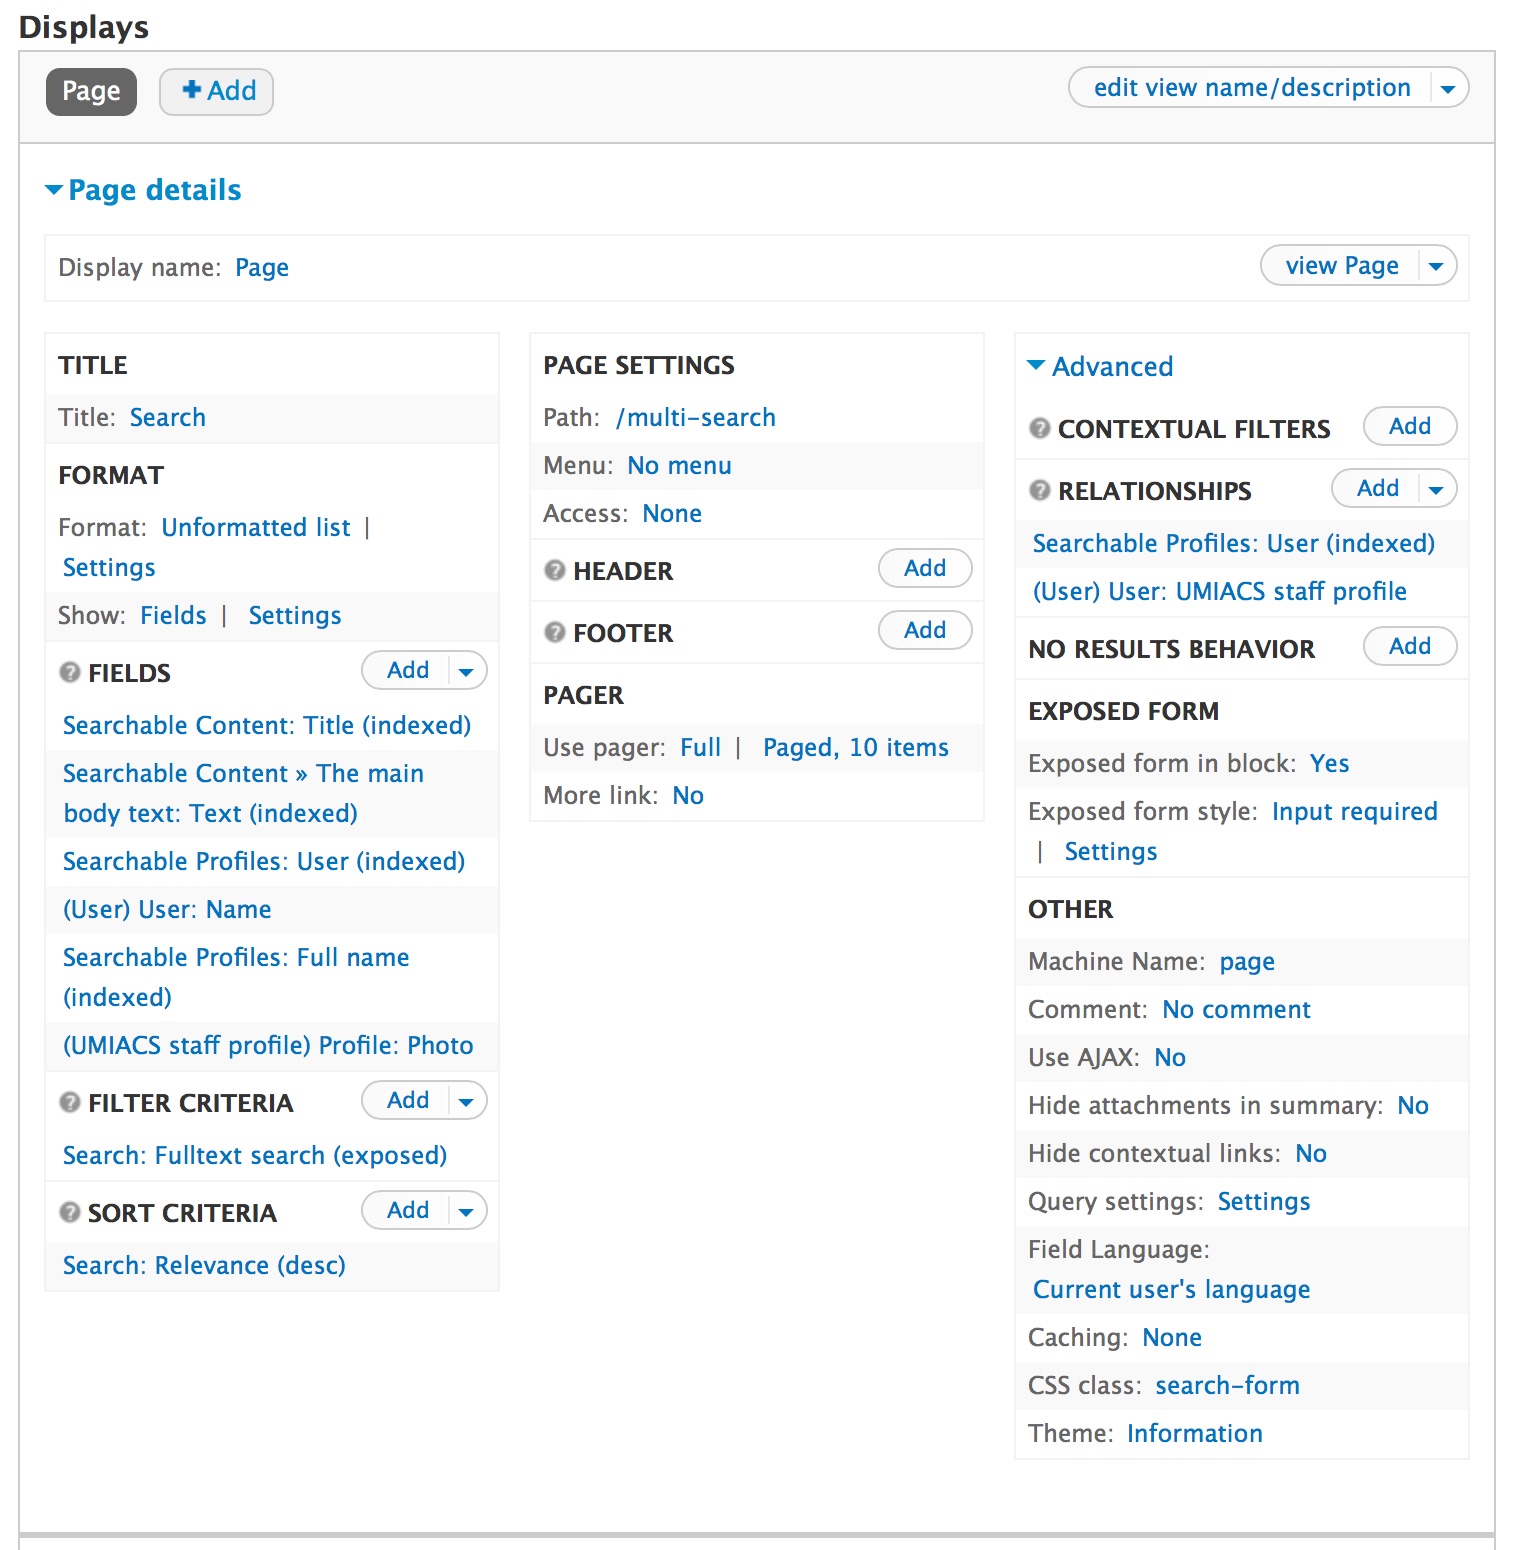 Displays
Page
Add
edit view name/description
Page details
Display name: Page
view Page
TITLE
Title: Search
FORMAT
Format: Unformatted list |
Settings
Show: Fields | Settings
FIELDS
Add
Searchable Content: Title (indexed)
Searchable Content » The main
body text: Text (indexed)
Searchable Profiles: User (indexed)
(User) User: Name
Searchable Profiles: Full name
(indexed)
(UMIACS staff profile) Profile: Photo
FILTER CRITERIA
Add
Search: Fulltext search (exposed)
SORT CRITERIA
Add
Search: Relevance (desc)
PAGE SETTINGS
Path: /multi-search
Menu: No menu
Access: None
HEADER
Add
FOOTER
Add
PAGER
Use pager: Full | Paged, 10 items
More link: No
Advanced
CONTEXTUAL FILTERS
Add
RELATIONSHIPS
Add
Searchable Profiles: User (indexed)
(User) User: UMIACS staff profile
NO RESULTS BEHAVIOR
Add
EXPOSED FORM
Exposed form in block: Yes
Exposed form style: Input required
| Settings
OTHER
Machine Name: page
Comment: No comment
Use AJAX: No
Hide attachments in summary: No
Hide contextual links: No
Query settings: Settings
Field Language:
Current user's language
Caching: None
CSS class: search-form
Theme: Information